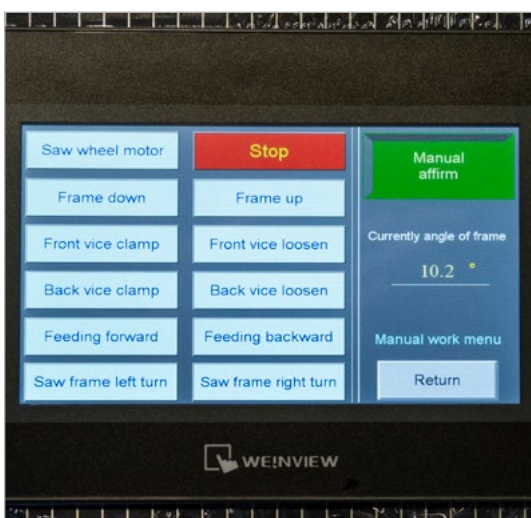 Saw wheel motor
Stop
Manual
affirm
Frame down
Frame up
Front vice clamp
Front vice loosen
Currently angle of frame
10.2 °
Back vice clamp
Back vice loosen
Feeding forward
Feeding backward
Manual work menu
Saw frame left turn
Saw frame right turn
Return
WE!NVIEW